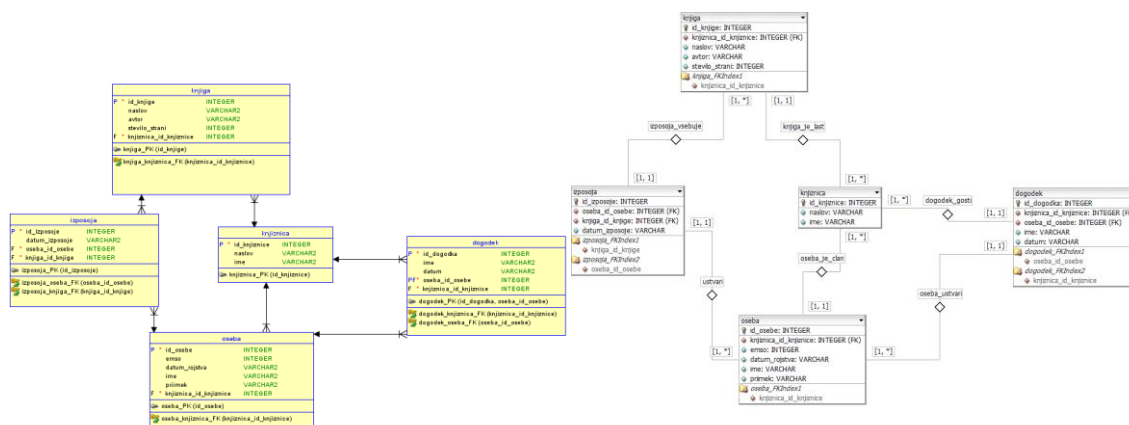 knjiga
P * id_knjige INTEGER
naslov VARCHAR2
avtor VARCHAR2
stevilo_strani INTEGER
F * knjiznica_id_knjiznice INTEGER
knjiga_PK (id_knjige)
knjiga_knjiznica_FK (knjiznica_id_knjiznice)
izposoja
P * id_izposoje INTEGER
datum_izposoje VARCHAR2
F * oseba_id_osebe INTEGER
F * knjiga_id_knjige INTEGER
izposoja_PK (id_izposoje)
izposoja_oseba_FK (oseba_id_osebe)
izposoja_knjiga_FK (knjiga_id_knjige)
knjiznica
P * id_knjiznice INTEGER
naslov VARCHAR2
ime VARCHAR2
knjiznica_PK (id_knjiznice)
dogodek
P * id_dogodka INTEGER
ime VARCHAR2
datum VARCHAR2
PF* oseba_id_osebe INTEGER
F * knjiznica_id_knjiznice INTEGER
dogodek_PK (id_dogodka, oseba_id_osebe)
dogodek_knjiznica_FK (knjiznica_id_knjiznice)
dogodek_oseba_FK (oseba_id_osebe)
oseba
P * id_osebe INTEGER
emso INTEGER
datum_rojstva VARCHAR2
ime VARCHAR2
priimek VARCHAR2
F * knjiznica_id_knjiznice INTEGER
oseba_PK (id_osebe)
oseba_knjiznica_FK (knjiznica_id_knjiznice)
knjiga
id_knjige: INTEGER
knjiznica_id_knjiznice: INTEGER (FK)
naslov: VARCHAR
avtor: VARCHAR
stevilo_strani: INTEGER
knjiga_FKIndex1
knjiznica_id_knjiznice
[1, *]
[1, 1]
izposoja_vsebuje
knjiga_je_last
[1, 1]
[1, *]
izposoja
id_izposoje: INTEGER
oseba_id_osebe: INTEGER (FK)
knjiga_id_knjige: INTEGER (FK)
datum_izposoje: VARCHAR
izposoja_FKIndex1
knjiga_id_knjige
izposoja_FKIndex2
oseba_id_osebe
[1, 1]
knjiznica
id_knjiznice: INTEGER
naslov: VARCHAR
ime: VARCHAR
[1, *]
dogodek_gosti
[1, 1]
dogodek
id_dogodka: INTEGER
knjiznica_id_knjiznice: INTEGER (FK)
oseba_id_osebe: INTEGER (FK)
ime: VARCHAR
datum: VARCHAR
dogodek_FKIndex1
oseba_id_osebe
dogodek_FKIndex2
knjiznica_id_knjiznice
[1, *]
[1, 1]
oseba_je_clan
ustvari
oseba_ustvari
[1, 1]
[1, *]
[1, *]
oseba
id_osebe: INTEGER
knjiznica_id_knjiznice: INTEGER (FK)
emso: INTEGER
datum_rojstva: VARCHAR
ime: VARCHAR
priimek: VARCHAR
oseba_FKIndex1
knjiznica_id_knjiznice